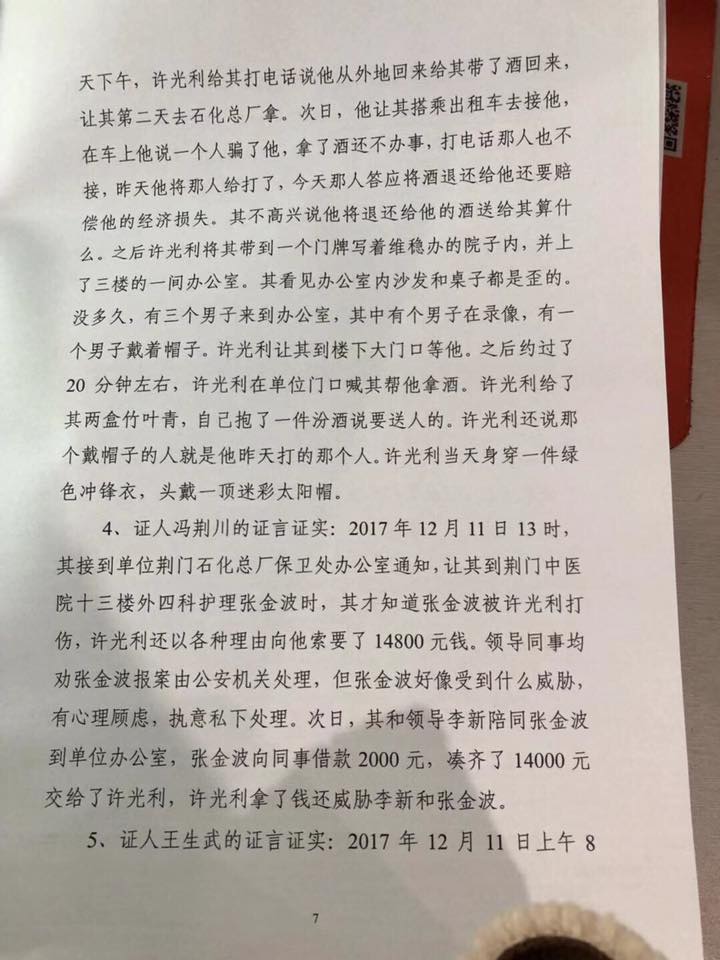 天下午，许光利给其打电话说他从外地回来给其带了酒回来，
让其第二天去石化总厂拿。次日，他让其搭乘出租车去接他，
在车上他说一个人骗了他，拿了酒还不办事，打电话那人也不
接，昨天他将那人给打了，今天那人答应将酒退还给他还要赔
偿他的经济损失。其不高兴说他将退还给他的酒送给其算什
么。之后许光利将其带到一个门牌写着维稳办的院子内，并上
了三楼的一间办公室。其看见办公室内沙发和桌子都是歪的。
没多久，有三个男子来到办公室，其中有个男子在录像，有一
个男子戴着帽子。许光利让其到楼下大门口等他。之后约过了
20 分钟左右，许光利在单位门口喊其帮他拿酒。许光利给了
其两盒竹叶青，自己抱了一件汾酒说要送人的。许光利还说那
个戴帽子的人就是他昨天打的那个人。许光利当天身穿一件绿
色冲锋衣，头戴一顶迷彩太阳帽。
4、证人冯荆川的证言证实：2017 年 12 月 11 日 13 时，
其接到单位荆门石化总厂保卫处办公室通知，让其到荆门中医
院十三楼外四科护理张金波时，其才知道张金波被许光利打
伤，许光利还以各种理由向他索要了 14800 元钱。领导同事均
劝张金波报案由公安机关处理，但张金波好像受到什么威胁，
有心理顾虑，执意私下处理。次日，其和领导李新陪同张金波
到单位办公室，张金波向同事借款 2000 元，凑齐了 14000 元
交给了许光利，许光利拿了钱还威胁李新和张金波。
5、证人王生武的证言证实：2017 年 12 月 11 日上午 8
7